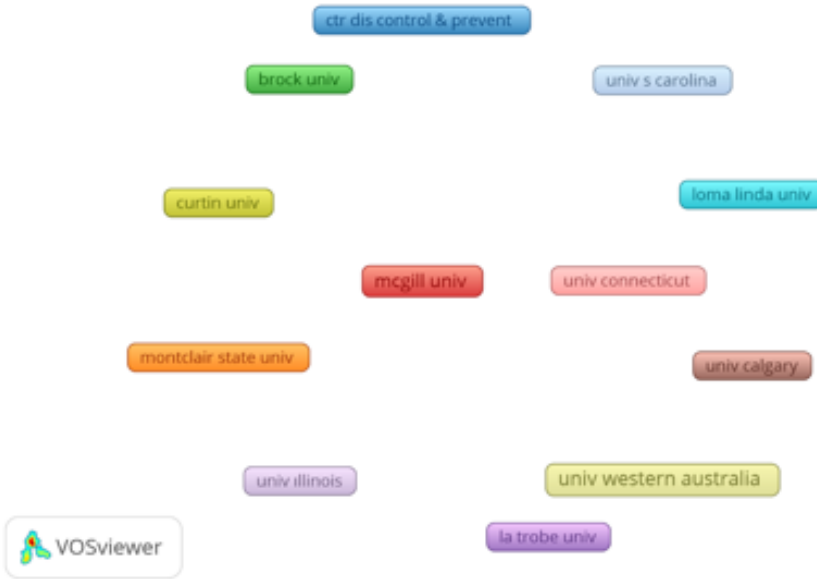 ctr dis control & prevent
brock univ
univ s carolina
curtin univ
loma linda univ
mcgill univ
univ connecticut
montclair state univ
univ calgary
univ illinois
univ western australia
la trobe univ
VOSviewer